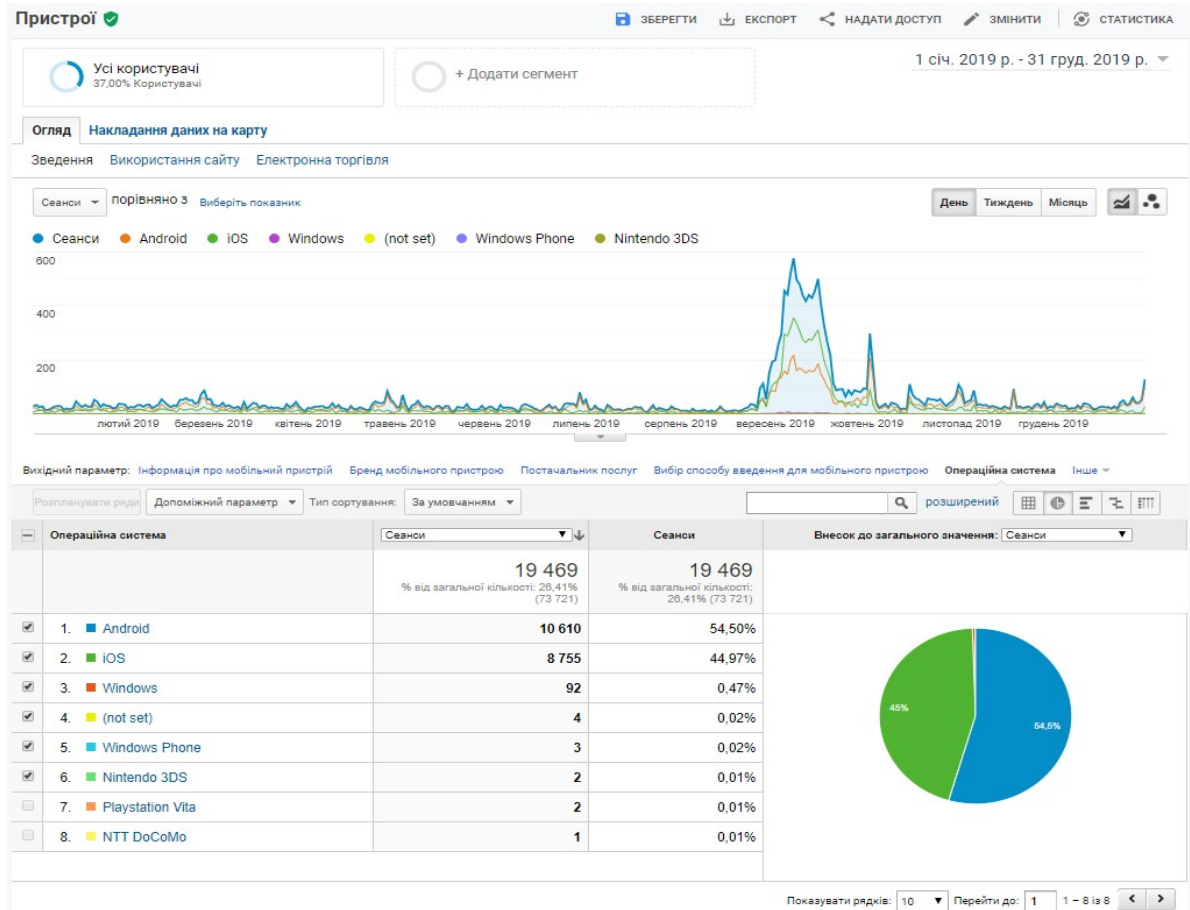 Пристрої
ЗБЕРЕГТИ ЕКСПОРТ НАДАТИ ДОСТУП ЗМІНИТИ СТАТИСТИКА
Усі користувачі
37,00% Користувачі
+ Додати сегмент
1 січ. 2019 р. - 31 груд. 2019 р.
Огляд Накладання даних на карту
Зведення Використання сайту Електронна торгівля
Сеанси порівняно з Виберіть показник
День Тиждень Місяць
Сеанси Android iOS Windows (not set) Windows Phone Nintendo 3DS
600
400
200
лютий 2019 березень 2019 квітень 2019 травень 2019 червень 2019 липень 2019 серпень 2019 вересень 2019 жовтень 2019 листопад 2019 грудень 2019
Вихідний параметр: Інформація про мобільний пристрій Бренд мобільного пристрою Постачальник послуг Вибір способу введення для мобільного пристрою Операційна система Інше
Розпланувати ряди Допоміжний параметр Тип сортування: За умовчанням розширений
Операційна система Сеанси Сеанси Внесок до загального значення: Сеанси
19 469 19 469
% від загальної кількості: 26,41% (73 721) % від загальної кількості: 26,41% (73 721)
1. Android 10 610 54,50%
2. iOS 8 755 44,97%
3. Windows 92 0,47%
4. (not set) 4 0,02%
5. Windows Phone 3 0,02%
6. Nintendo 3DS 2 0,01%
7. Playstation Vita 2 0,01%
8. NTT DoCoMo 1 0,01%
45%
54,5%
Показувати рядків: 10 Перейти до: 1 1 – 8 із 8